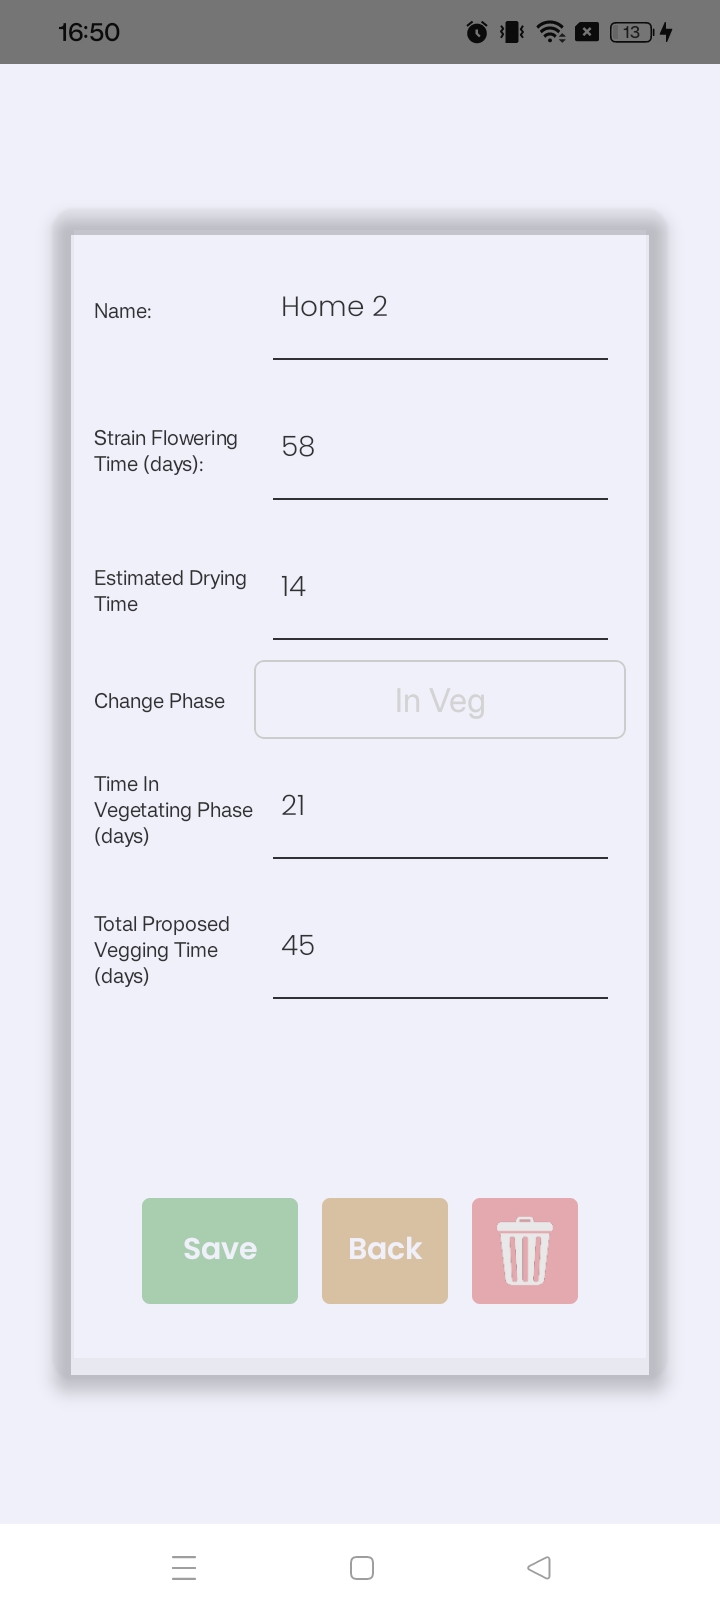 16:50
13
Name:
Home 2
Strain Flowering
Time (days):
58
Estimated Drying
Time
14
Change Phase
In Veg
Time In
Vegetating Phase
(days)
21
Total Proposed
Vegging Time
(days)
45
Save
Back